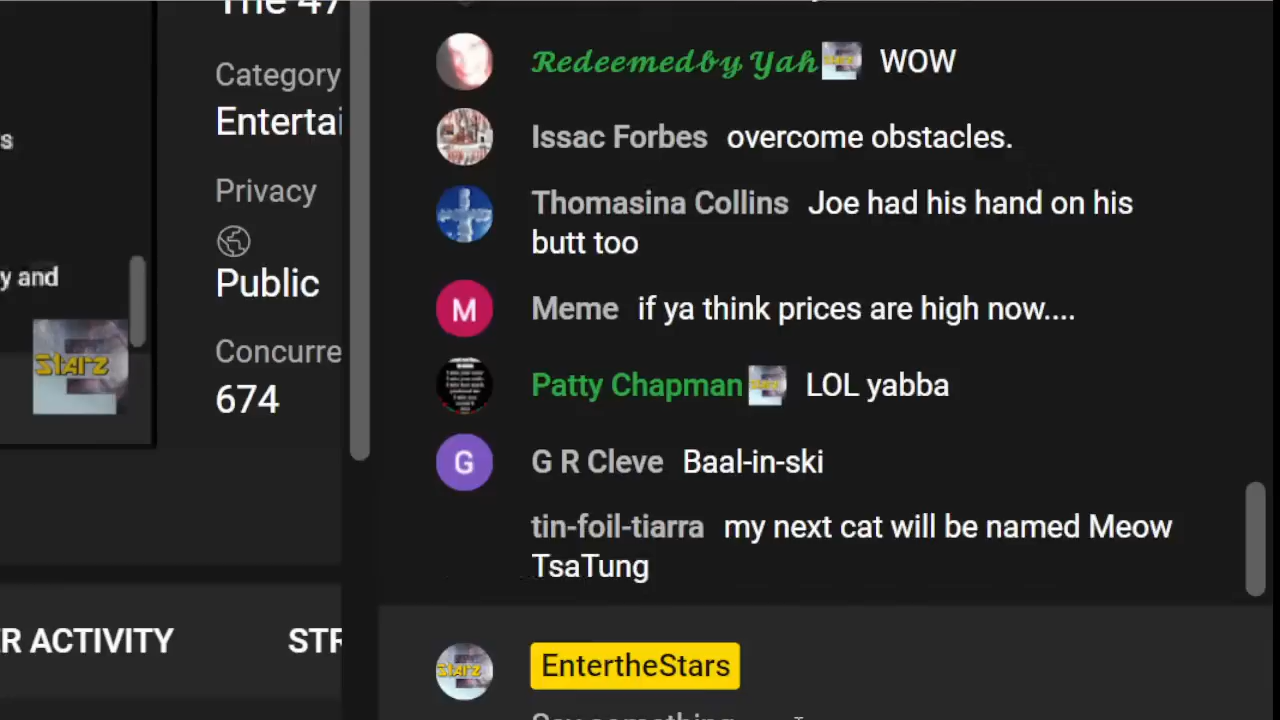 The 47
Category
Entertai
s
Privacy
Public
y and
Concurre
674
STarZ
R ACTIVITY
STR
Redeemedby Yah WOW
Issac Forbes overcome obstacles.
Thomasina Collins Joe had his hand on his
butt too
M
Meme if ya think prices are high now....
Patty Chapman LOL yabba
G
G R Cleve Baal-in-ski
tin-foil-tiarra my next cat will be named Meow
TsaTung
EntertheStars